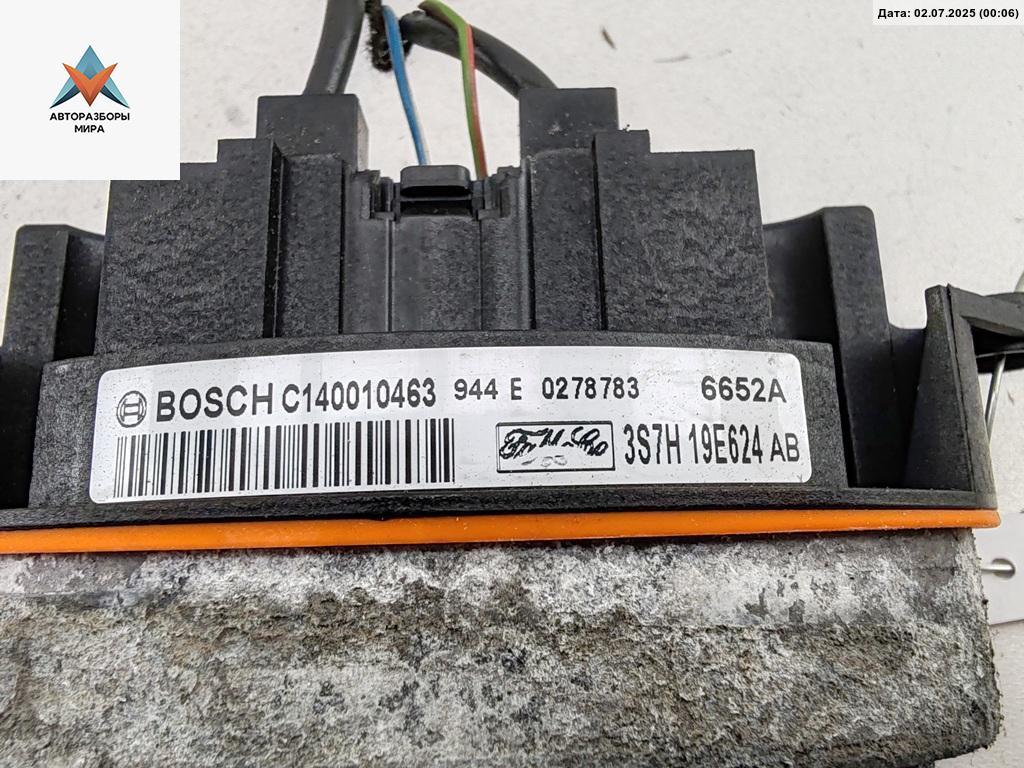 Дата: 02.07.2025 (00:06)
АВТОРАЗБОРЫ
МИРА
BOSCH C140010463 944 E 0278783 6652A
3S7H 19E624 AB